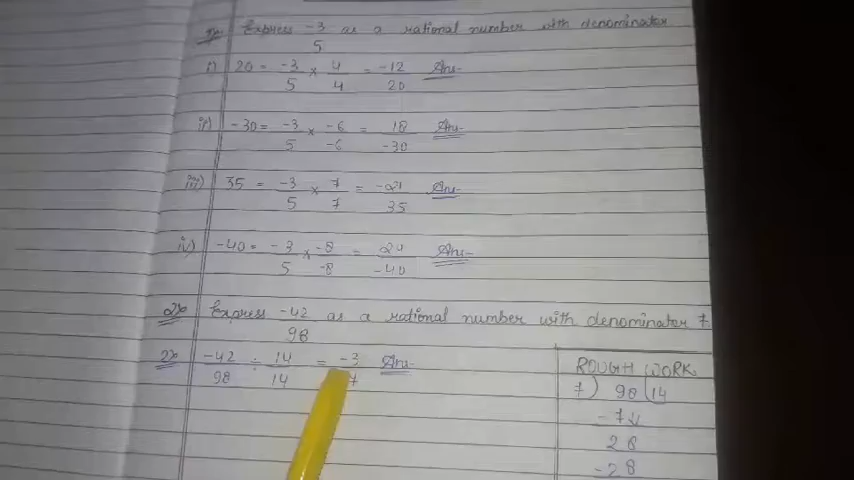 Express -3 as a rational number with denominator
5
i) 20 = -3/5 × 4/4 = -12/20 Ans-
ii) -30 = -3/5 × -6/-6 = 18/-30 Ans-
iii) 35 = -3/5 × 7/7 = -21/35 Ans-
iv) -40 = -3/5 × -8/-8 = 24/-40 Ans-
Express -42 as a rational number with denominator 7.
98
-42/98 ÷ 14/14 = -3/7 Ans-
ROUGH WORK
7) 98 (14
-7↓
28
-28